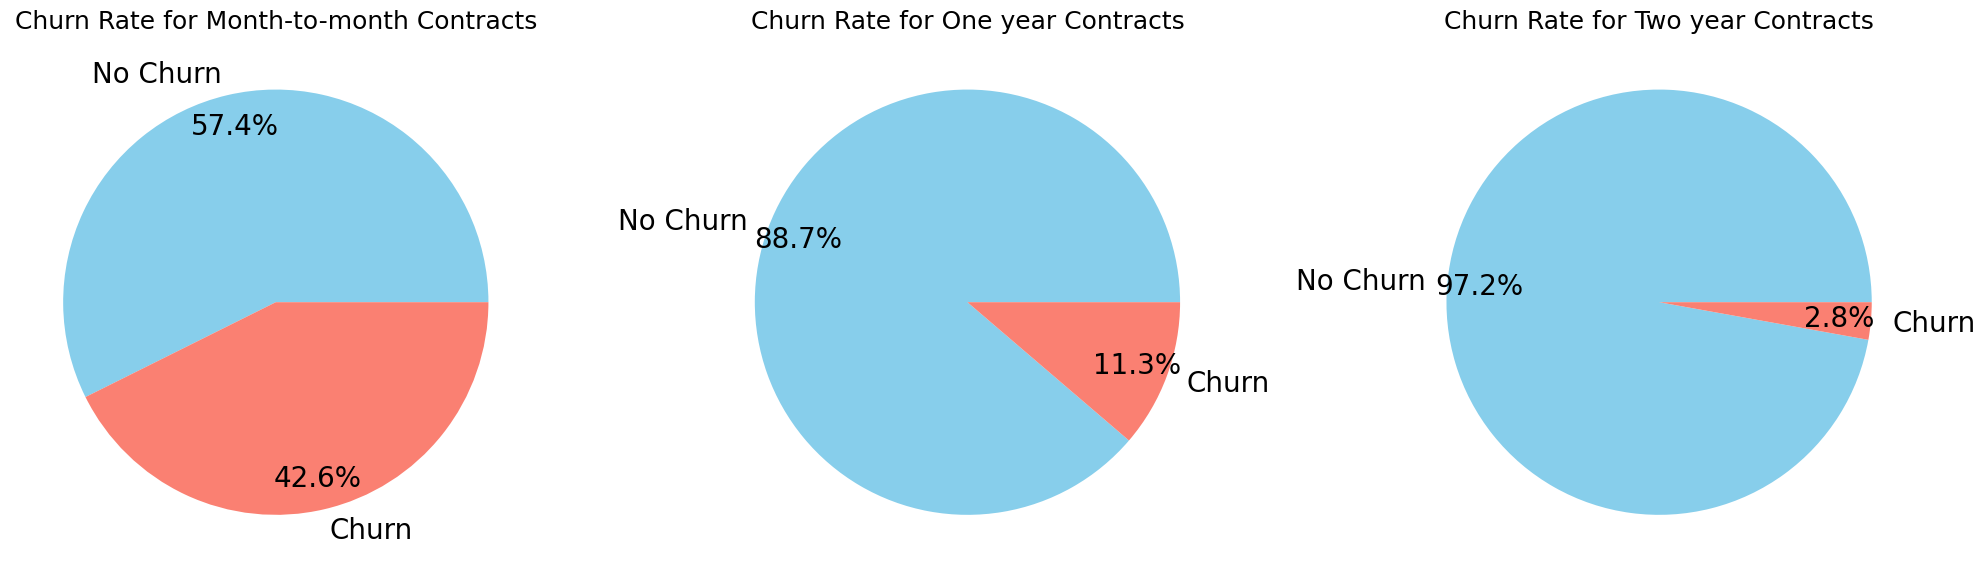 Churn Rate for Month-to-month Contracts
No Churn
57.4%
42.6%
Churn
Churn Rate for One year Contracts
No Churn
88.7%
11.3%
Churn
Churn Rate for Two year Contracts
No Churn
97.2%
2.8%
Churn